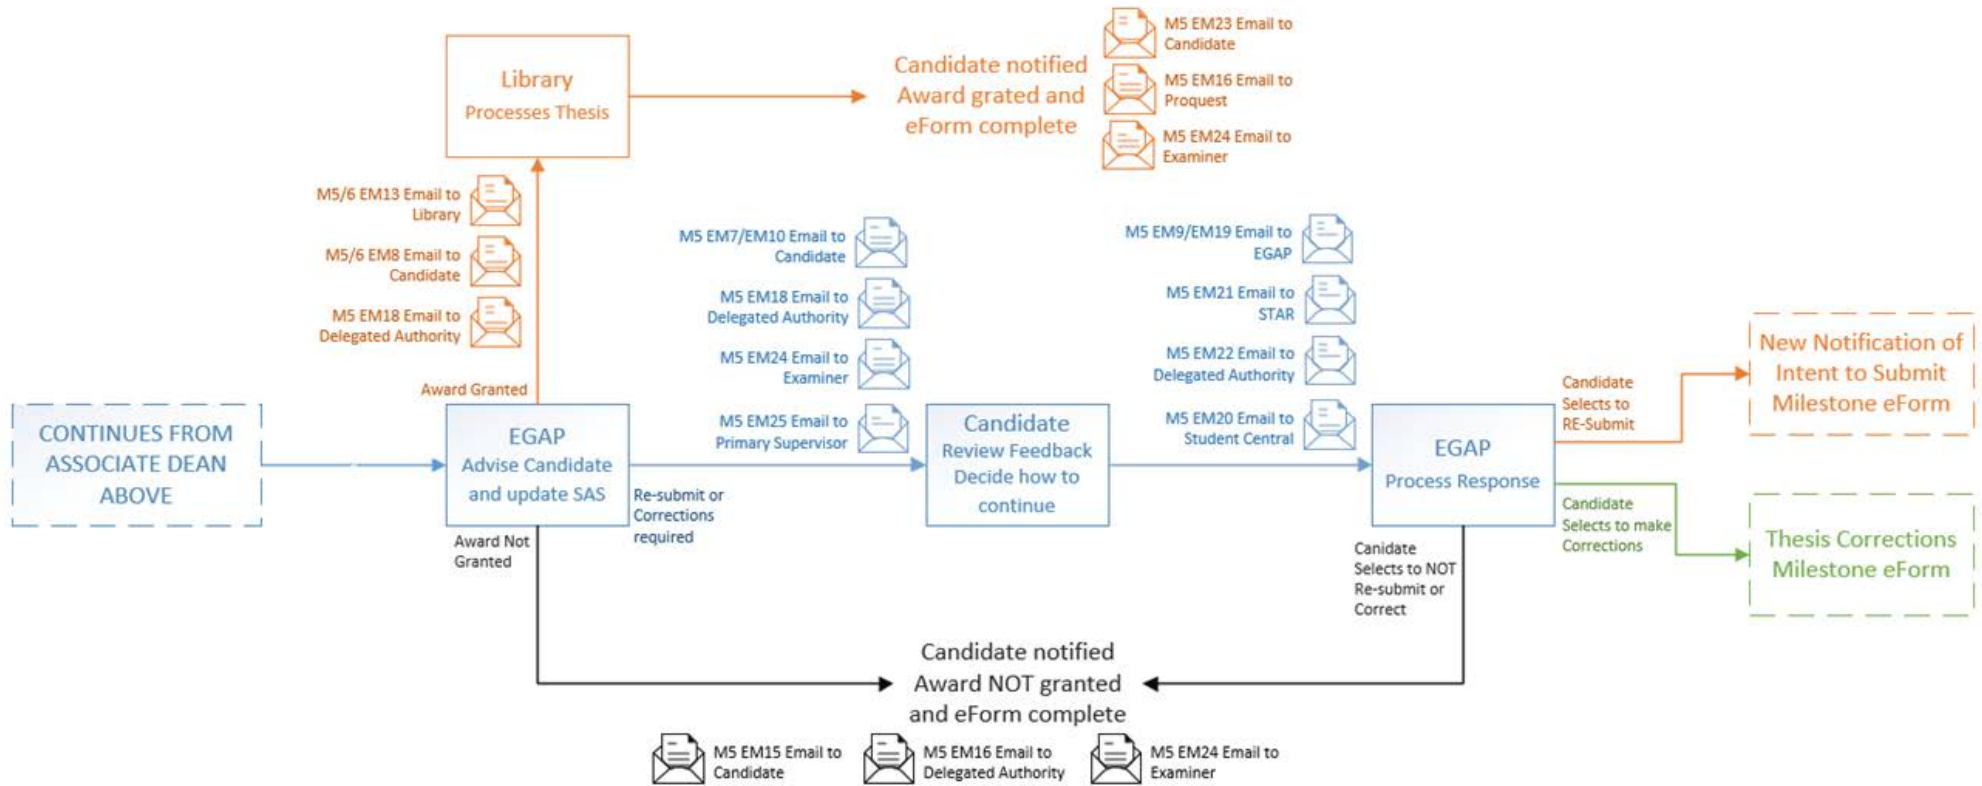 M5 EM23 Email to
Candidate
Library
Processes Thesis
Candidate notified
Award grated and
eForm complete
M5 EM16 Email to
Proquest
M5 EM24 Email to
Examiner
M5/6 EM13 Email to
Library
M5/6 EM8 Email to
Candidate
M5 EM18 Email to
Delegated Authority
Award Granted
M5 EM7/EM10 Email to
Candidate
M5 EM18 Email to
Delegated Authority
M5 EM24 Email to
Examiner
M5 EM25 Email to
Primary Supervisor
M5 EM9/EM19 Email to
EGAP
M5 EM21 Email to
STAR
M5 EM22 Email to
Delegated Authority
M5 EM20 Email to
Student Central
CONTINUES FROM
ASSOCIATE DEAN
ABOVE
EGAP
Advise Candidate
and update SAS
Re-submit or
Corrections
required
Candidate
Review Feedback
Decide how to
continue
EGAP
Process Response
Candidate
Selects to
RE-Submit
New Notification of
Intent to Submit
Milestone eForm
Candidate
Selects to make
Corrections
Thesis Corrections
Milestone eForm
Award Not
Granted
Canidate
Selects to NOT
Re-submit or
Correct
Candidate notified
Award NOT granted
and eForm complete
M5 EM15 Email to
Candidate
M5 EM16 Email to
Delegated Authority
M5 EM24 Email to
Examiner